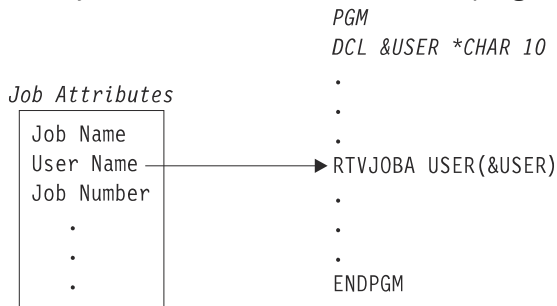 PGM
DCL &USER *CHAR 10
.
.
.
RTVJOBA USER(&USER)
.
.
.
ENDPGM
Job Attributes
Job Name
User Name
Job Number
.
.
.